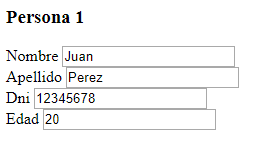 Persona 1
Nombre Juan
Apellido Perez
Dni 12345678
Edad 20